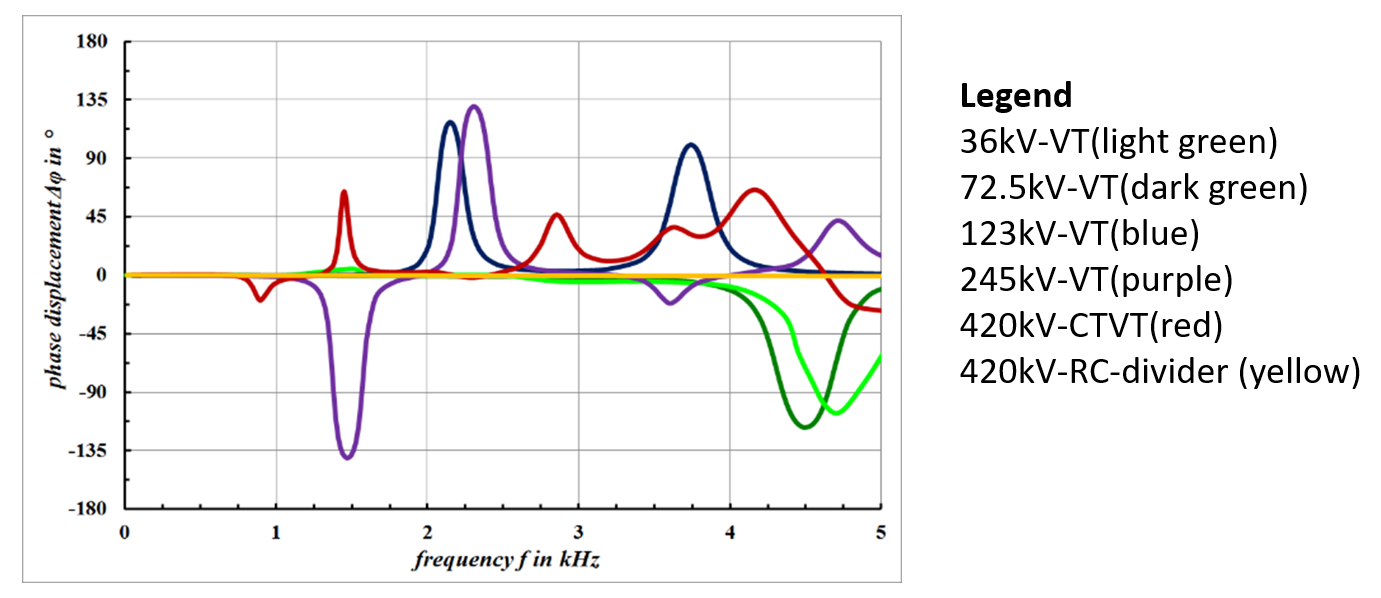 180
135
90
45
0
-45
-90
-135
-180
phase displacement Δφ in °
0 1 2 3 4 5
frequency f in kHz
Legend
36kV-VT(light green)
72.5kV-VT(dark green)
123kV-VT(blue)
245kV-VT(purple)
420kV-CTVT(red)
420kV-RC-divider (yellow)